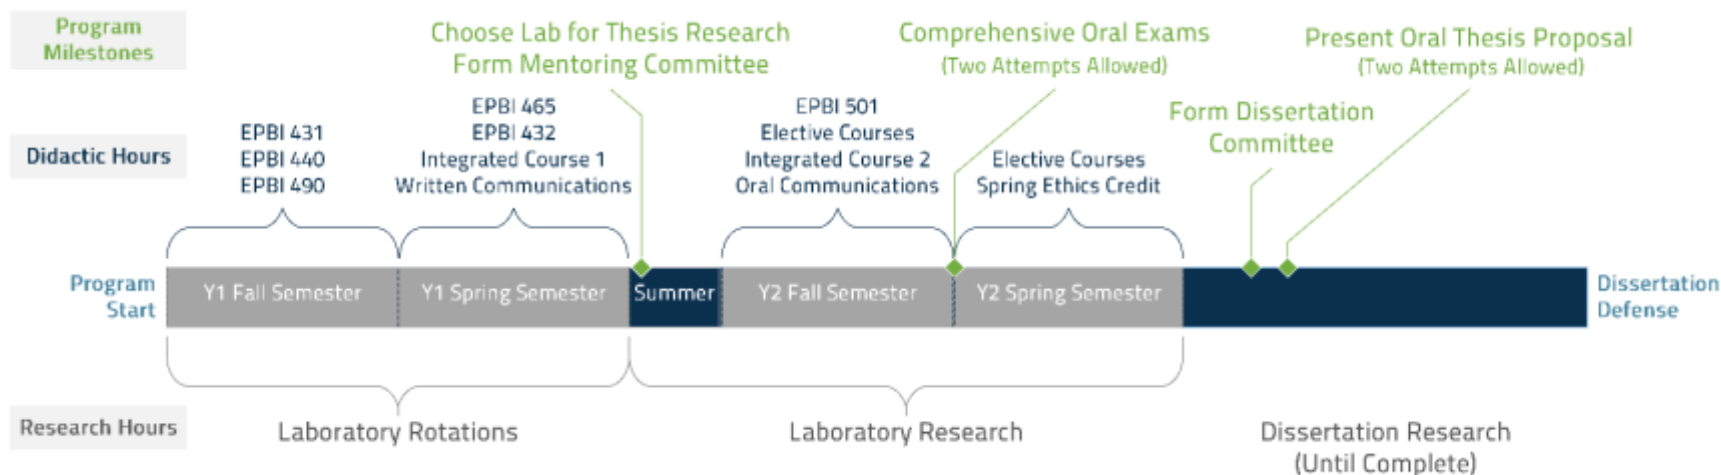 Program
Milestones
Choose Lab for Thesis Research
Form Mentoring Committee
Comprehensive Oral Exams
(Two Attempts Allowed)
Present Oral Thesis Proposal
(Two Attempts Allowed)
Form Dissertation
Committee
Didactic Hours
EPBI 431
EPBI 440
EPBI 490
EPBI 465
EPBI 432
Integrated Course 1
Written Communications
EPBI 501
Elective Courses
Integrated Course 2
Oral Communications
Elective Courses
Spring Ethics Credit
Program
Start
Y1 Fall Semester
Y1 Spring Semester
Summer
Y2 Fall Semester
Y2 Spring Semester
Dissertation
Defense
Research Hours
Laboratory Rotations
Laboratory Research
Dissertation Research
(Until Complete)